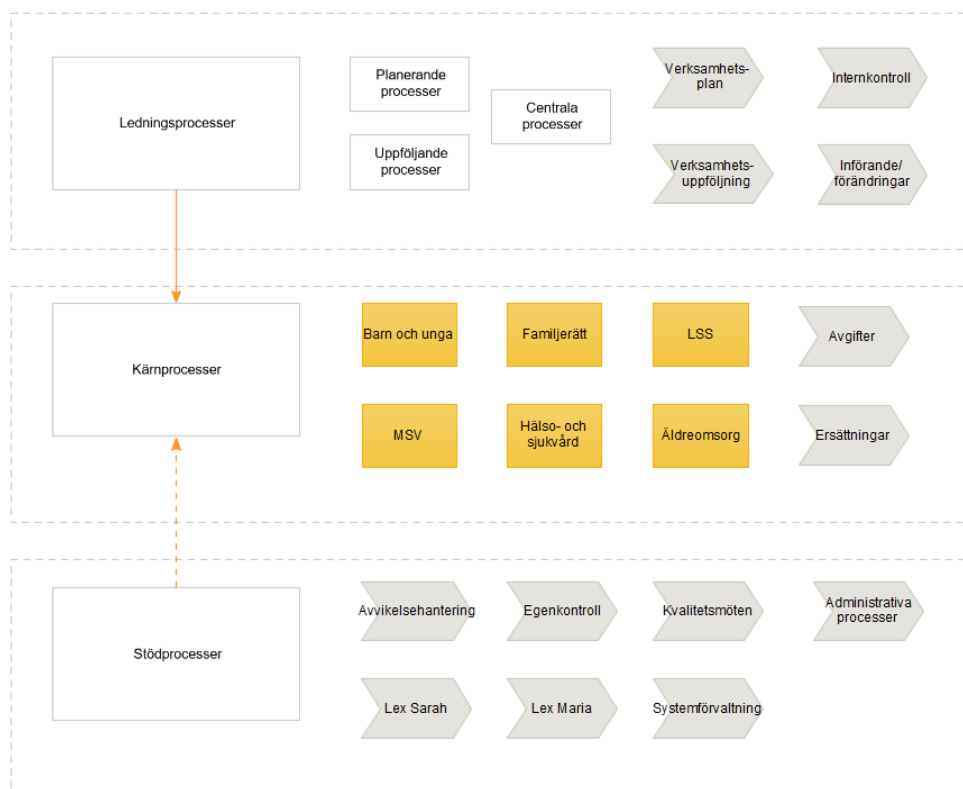 Ledningsprocesser
Planerande
processer
Uppföljande
processer
Centrala
processer
Verksamhets-
plan
Internkontroll
Verksamhets-
uppföljning
Införande/
förändringar
Kärnprocesser
Barn och unga
Familjerätt
LSS
Avgifter
MSV
Hälso- och
sjukvård
Äldreomsorg
Ersättningar
Stödprocesser
Avvikelsehantering
Egenkontroll
Kvalitetsmöten
Administrativa
processer
Lex Sarah
Lex Maria
Systemförvaltning